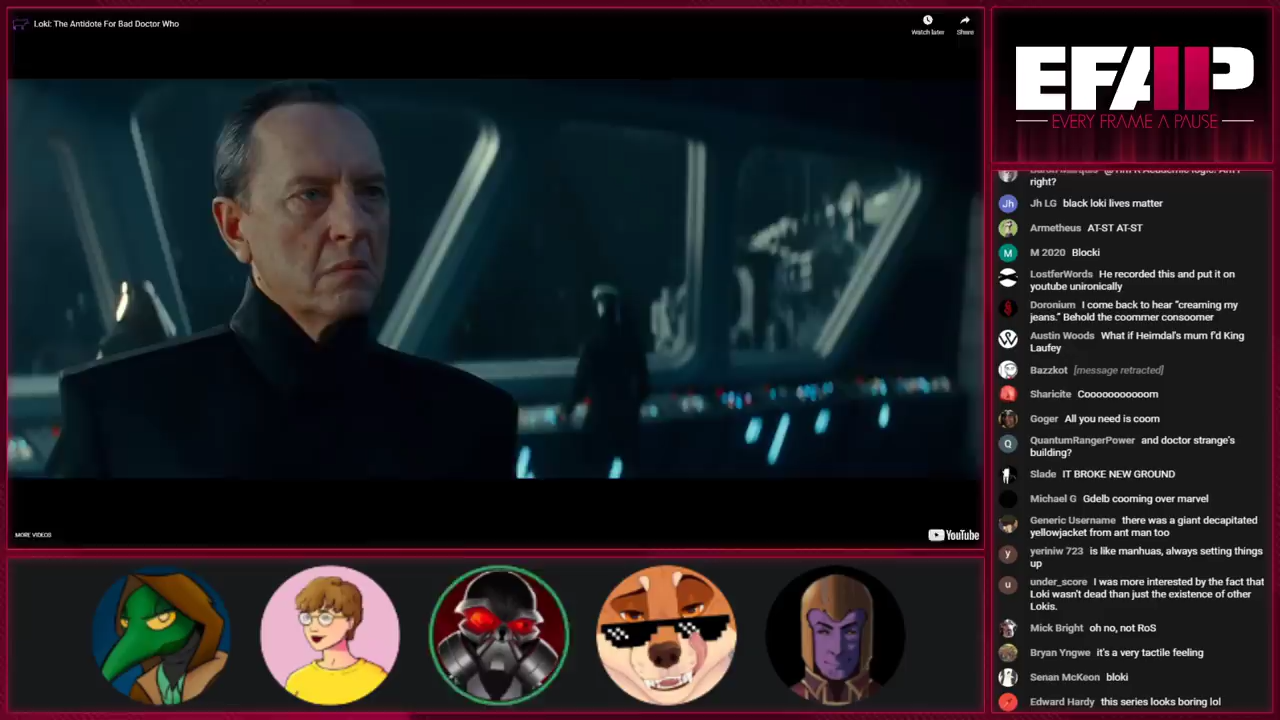 Loki: The Antidote For Bad Doctor Who
Watch later
Share
MORE VIDEOS
YouTube
EFAP
EVERY FRAME A PAUSE
right?
Jh LG black loki lives matter
Armetheus AT-ST AT-ST
M 2020 Blocki
LostferWords He recorded this and put it on
youtube unironically
Doronium I come back to hear "creaming my
jeans." Behold the coommer consoomer
Austin Woods What if Heimdal's mum f'd King
Laufey
Bazzkot [message retracted]
Sharicite Cooooooooooom
Goger All you need is coom
QuantumRangerPower and doctor strange's
building?
Slade IT BROKE NEW GROUND
Michael G Gdelb cooming over marvel
Generic Username there was a giant decapitated
yellowjacket from ant man too
yeriniw 723 is like manhuas, always setting things
up
under_score I was more interested by the fact that
Loki wasn't dead than just the existence of other
Lokis.
Mick Bright oh no, not RoS
Bryan Yngwe it's a very tactile feeling
Senan McKeon bloki
Edward Hardy this series looks boring lol